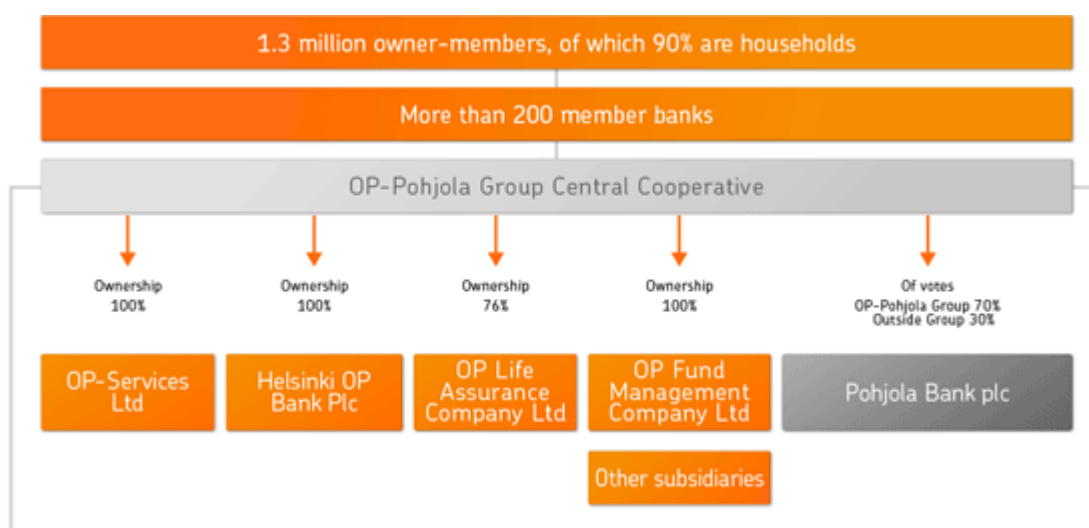 1.3 million owner-members, of which 90% are households
More than 200 member banks
OP-Pohjola Group Central Cooperative
Ownership
100%
Ownership
100%
Ownership
76%
Ownership
100%
Of votes
OP-Pohjola Group 70%
Outside Group 30%
OP-Services
Ltd
Helsinki OP
Bank Plc
OP Life
Assurance
Company Ltd
OP Fund
Management
Company Ltd
Pohjola Bank plc
Other subsidiaries